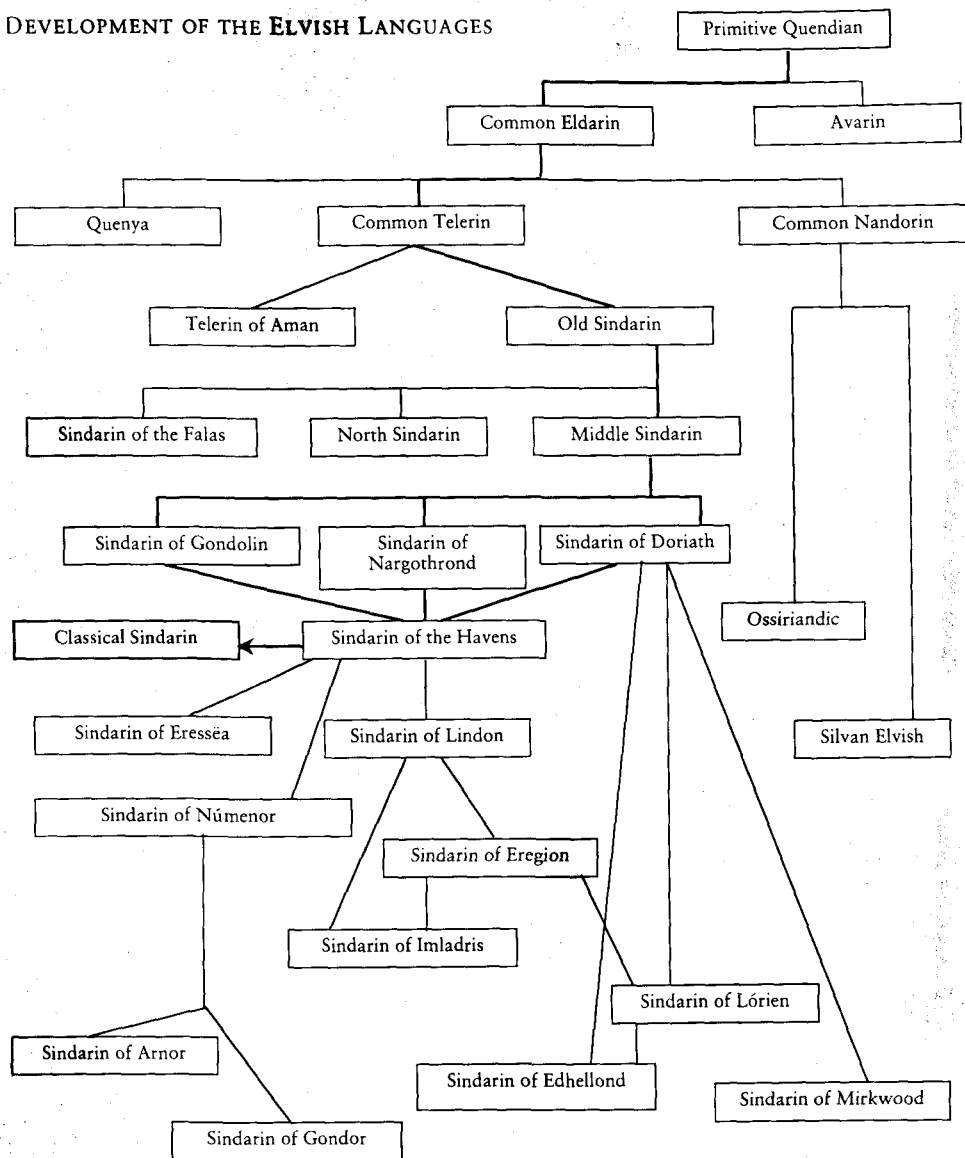 DEVELOPMENT OF THE ELVISH LANGUAGES
Primitive Quendian
Common Eldarin
Avarin
Quenya
Common Telerin
Common Nandorin
Telerin of Aman
Old Sindarin
Sindarin of the Falas
North Sindarin
Middle Sindarin
Sindarin of Gondolin
Sindarin of
Nargothrond
Sindarin of Doriath
Ossiriandic
Classical Sindarin
Sindarin of the Havens
Sindarin of Eressëa
Sindarin of Lindon
Silvan Elvish
Sindarin of Númenor
Sindarin of Eregion
Sindarin of Imladris
Sindarin of Lórien
Sindarin of Arnor
Sindarin of Edhellond
Sindarin of Mirkwood
Sindarin of Gondor